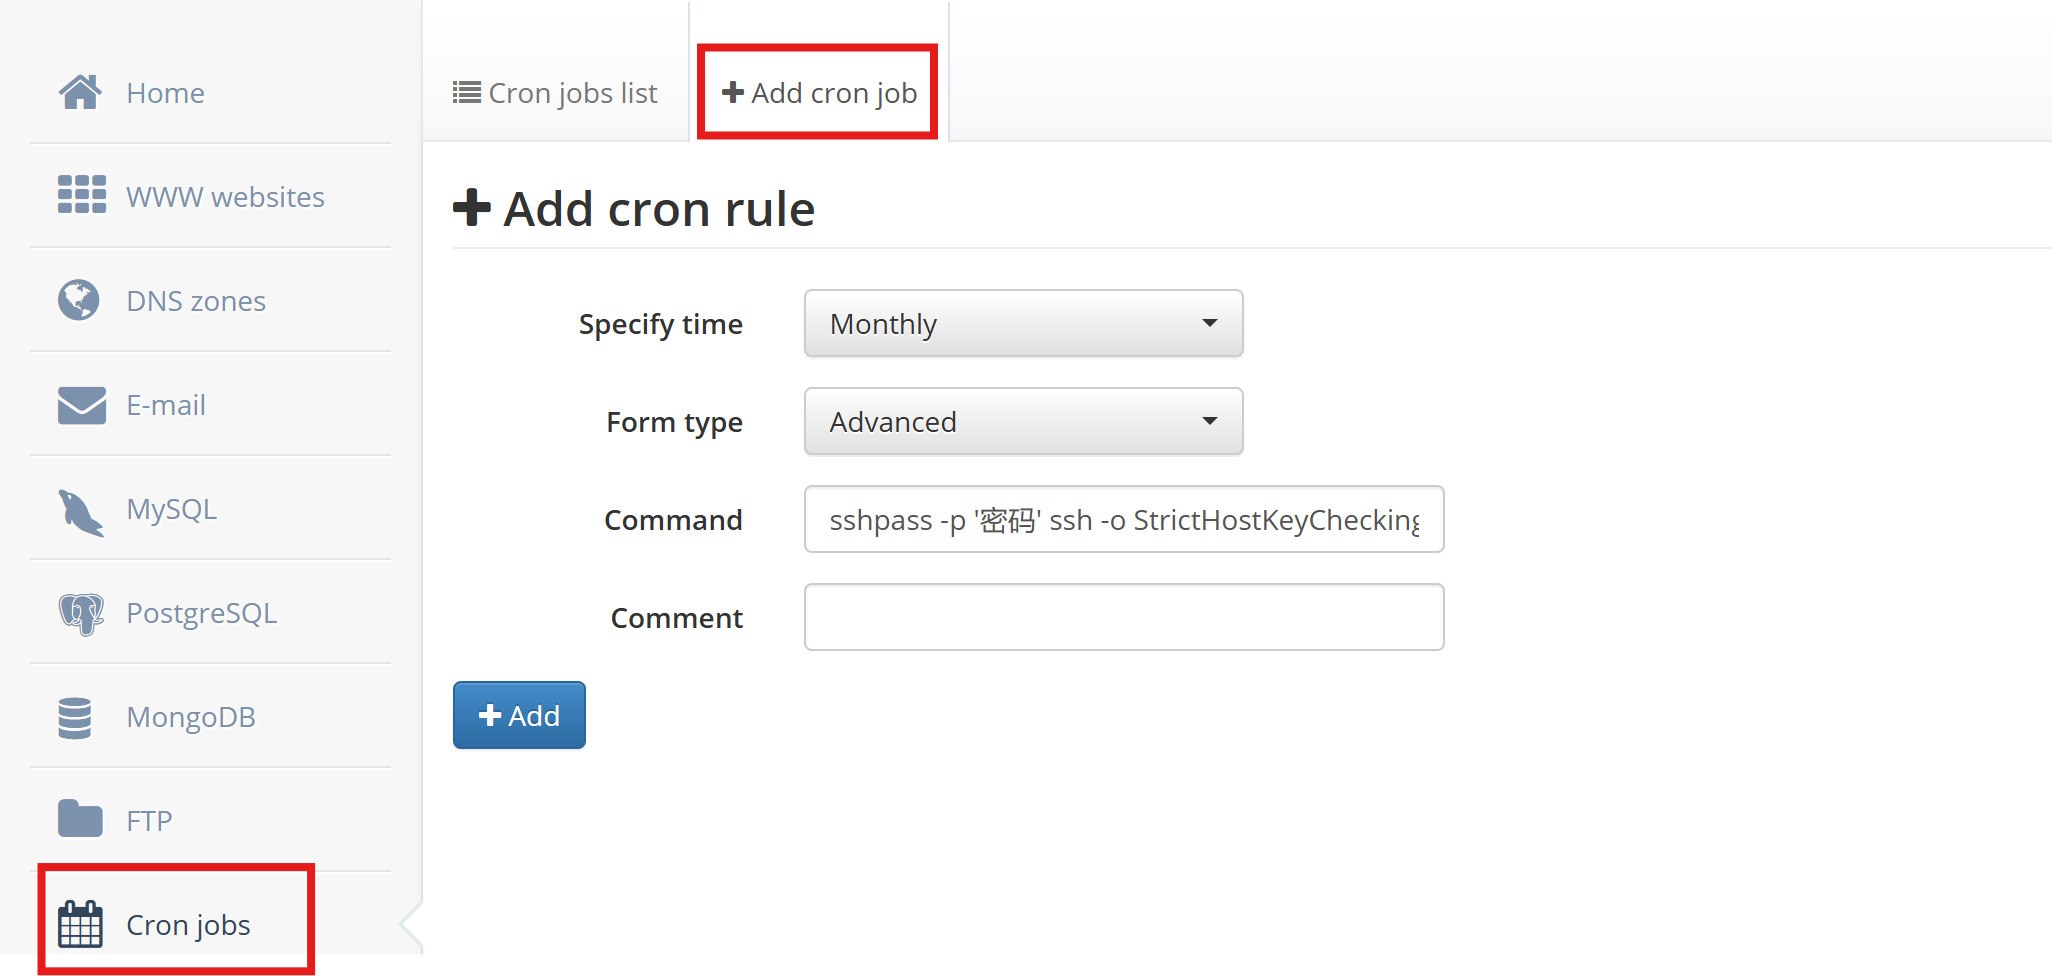 Home
WWW websites
DNS zones
E-mail
MySQL
PostgreSQL
MongoDB
FTP
Cron jobs
Cron jobs list
Add cron job
Add cron rule
Specify time
Monthly
Form type
Advanced
Command
sshpass -p '密码' ssh -o StrictHostKeyChecking
Comment
Add